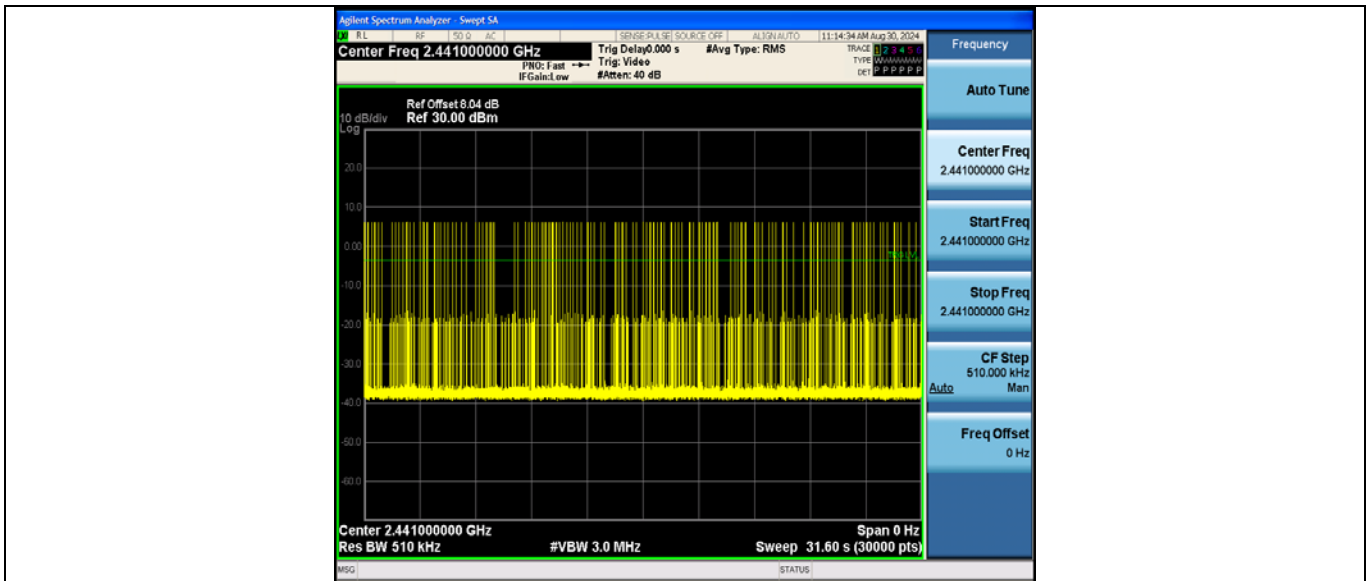 Agilent Spectrum Analyzer - Swept SA
RL RF 50 Ω AC SENSE:PULSE SOURCE OFF ALIGN AUTO 11:14:34 AM Aug 30, 2024
Center Freq 2.441000000 GHz
PNO: Fast
IFGain:Low
Trig Delay0.000 s
Trig: Video
#Atten: 40 dB
#Avg Type: RMS
TRACE 1 2 3 4 5 6
TYPE
DET P P P P P P
10 dB/div
Log
Ref Offset 8.04 dB
Ref 30.00 dBm
20.0
10.0
0.00
-10.0
-20.0
-30.0
-40.0
-50.0
-60.0
Center 2.441000000 GHz
Span 0 Hz
Res BW 510 kHz
#VBW 3.0 MHz
Sweep 31.60 s (30000 pts)
MSG
STATUS
Frequency
Auto Tune
Center Freq
2.441000000 GHz
Start Freq
2.441000000 GHz
Stop Freq
2.441000000 GHz
CF Step
510.000 kHz
Auto Man
Freq Offset
0 Hz